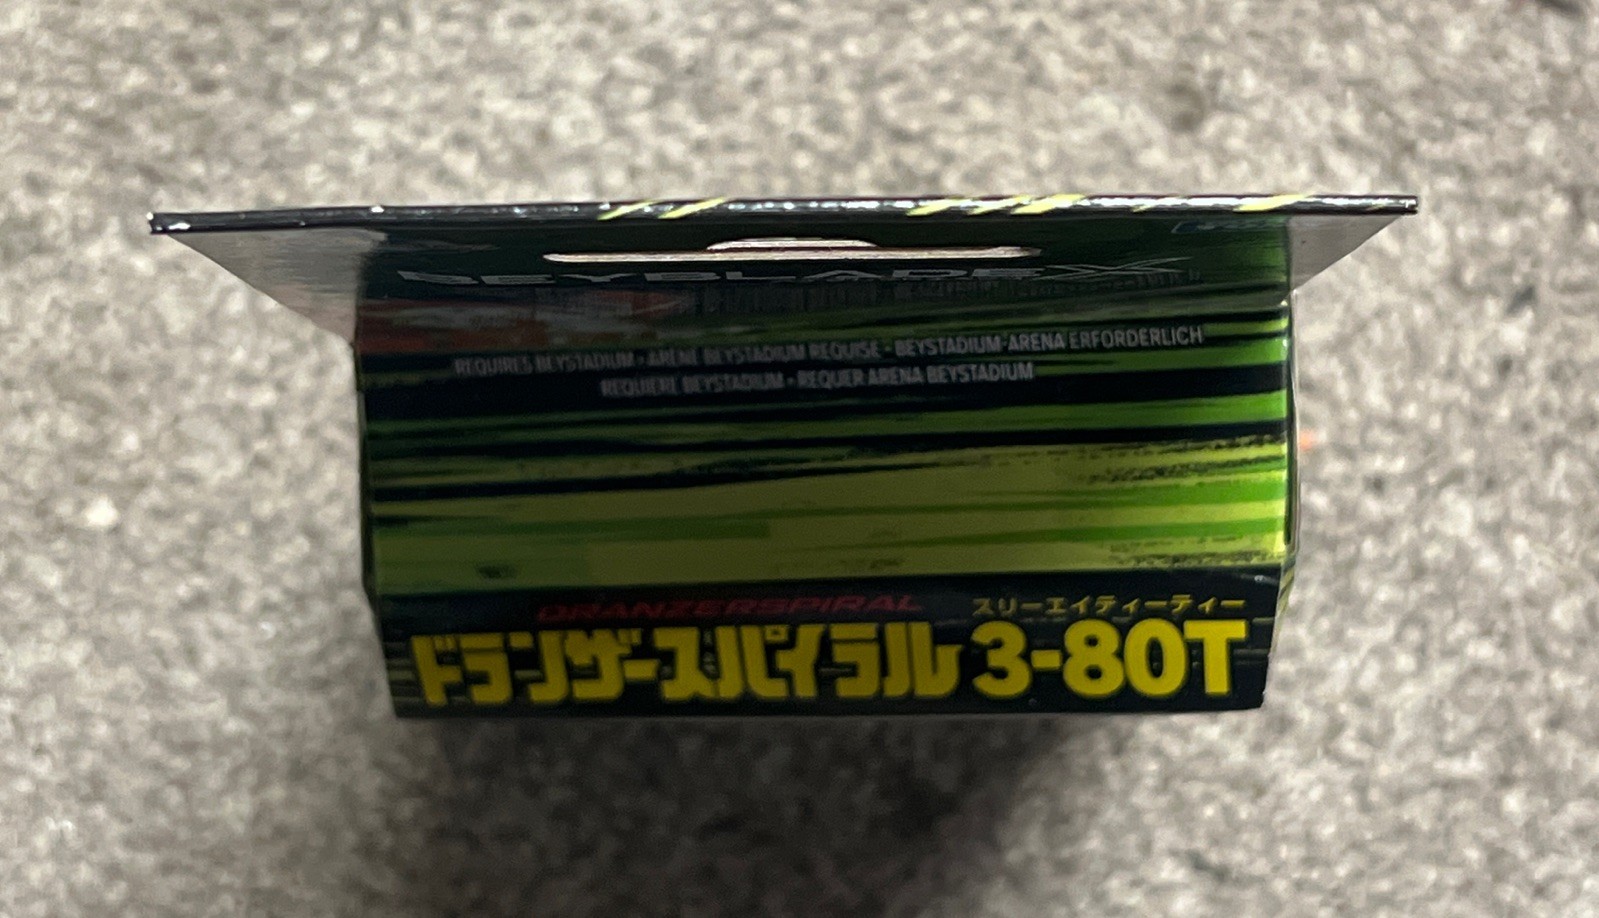 BEYBLADE X
REQUIRES BEYSTADIUM • ARENE BEYSTADIUM REQUISE • BEYSTADIUM-ARENA ERFORDERLICH
REQUIERE BEYSTADIUM • REQUER ARENA BEYSTADIUM
DRANZERSPIRAL スリーエイティーティー
ドランザースパイラル 3-80T